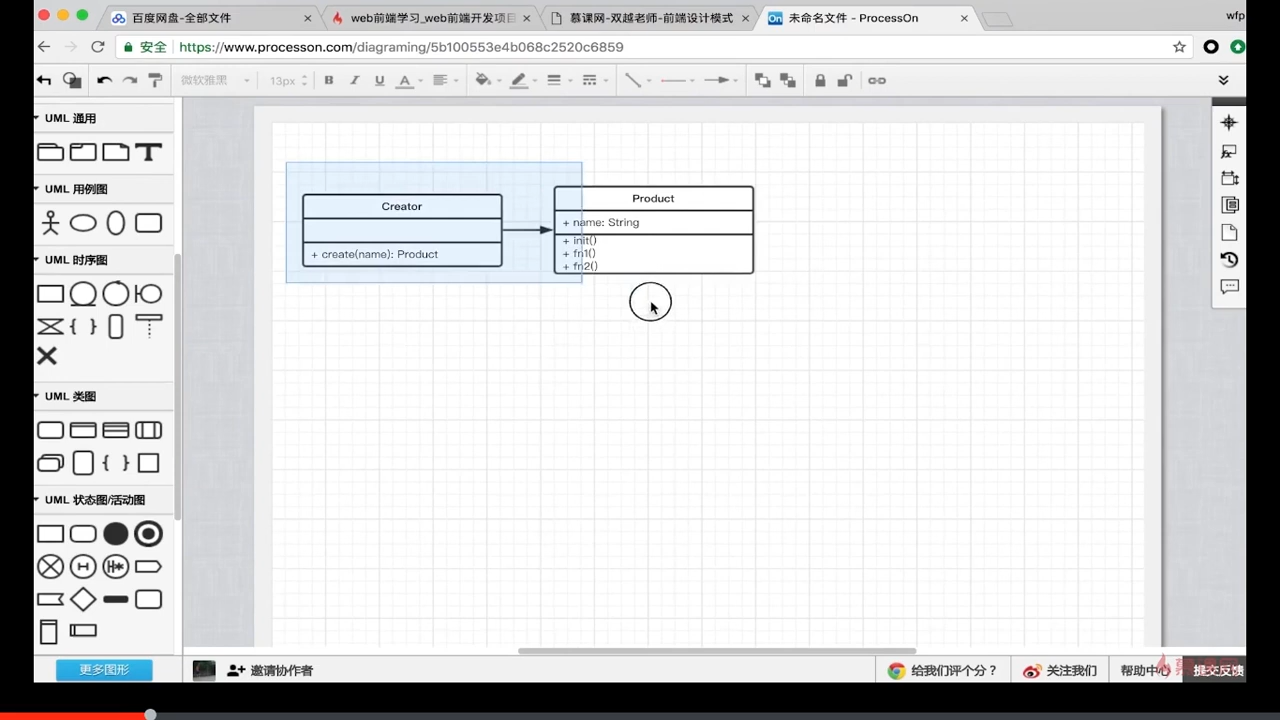 百度网盘-全部文件
web前端学习_web前端开发项目
慕课网-双越老师-前端设计模式
On 未命名文件 - ProcessOn
wfp
安全 https://www.processon.com/diagraming/5b100553e4b068c2520c6859
微软雅黑 13px B I U A
UML 通用
T
UML 用例图
UML 时序图
UML 类图
UML 状态图/活动图
更多图形
Creator
+ create(name): Product
Product
+ name: String
+ init()
+ fn1()
+ fn2()
邀请协作者
给我们评个分？
关注我们
帮助中心
提交反馈